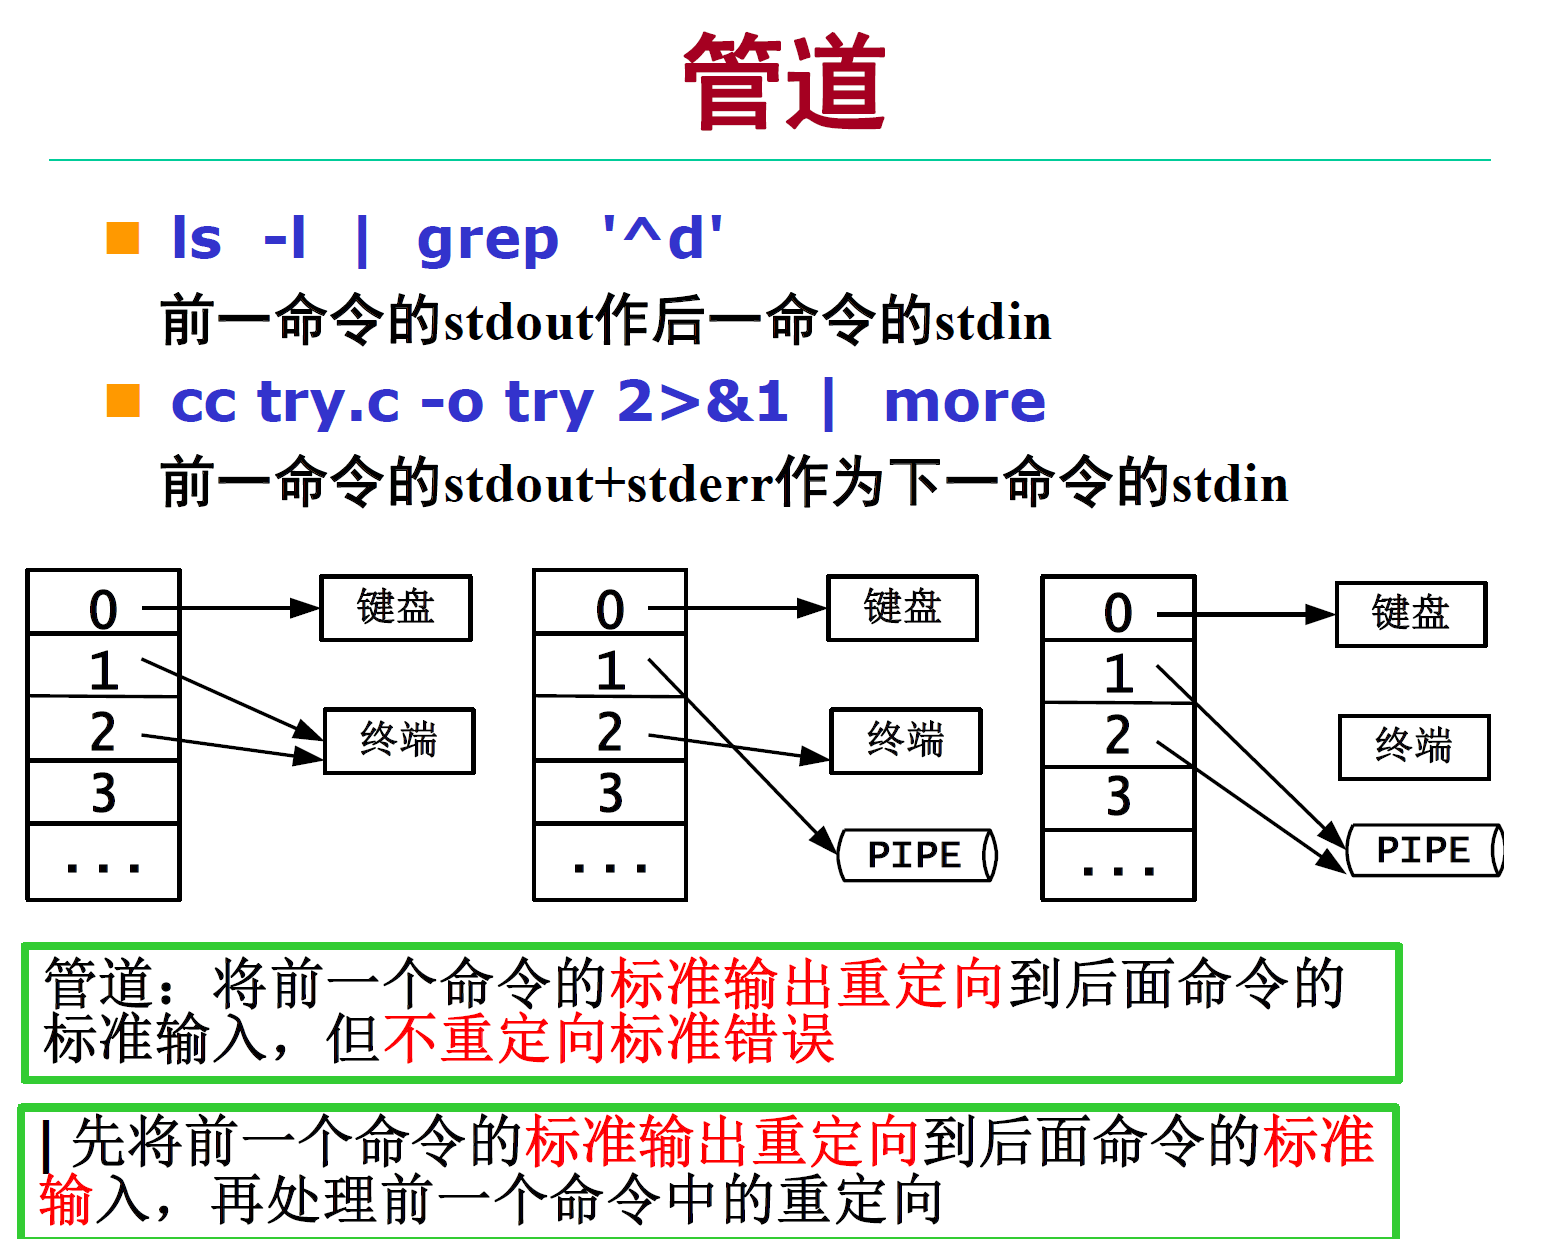 管道
ls -l | grep '^d'
前一命令的stdout作后一命令的stdin
cc try.c -o try 2>&1 | more
前一命令的stdout+stderr作为下一命令的stdin
0
1
2
3
...
键盘
终端
0
1
2
3
...
键盘
终端
PIPE
0
1
2
3
...
键盘
终端
PIPE
管道：将前一个命令的标准输出重定向到后面命令的
标准输入，但不重定向标准错误
| 先将前一个命令的标准输出重定向到后面命令的标准
输入，再处理前一个命令中的重定向